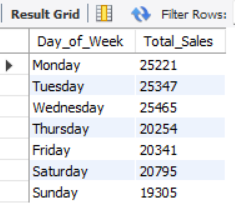 Result Grid Filter Rows:
Day_of_Week Total_Sales
Monday 25221
Tuesday 25347
Wednesday 25465
Thursday 20254
Friday 20341
Saturday 20795
Sunday 19305